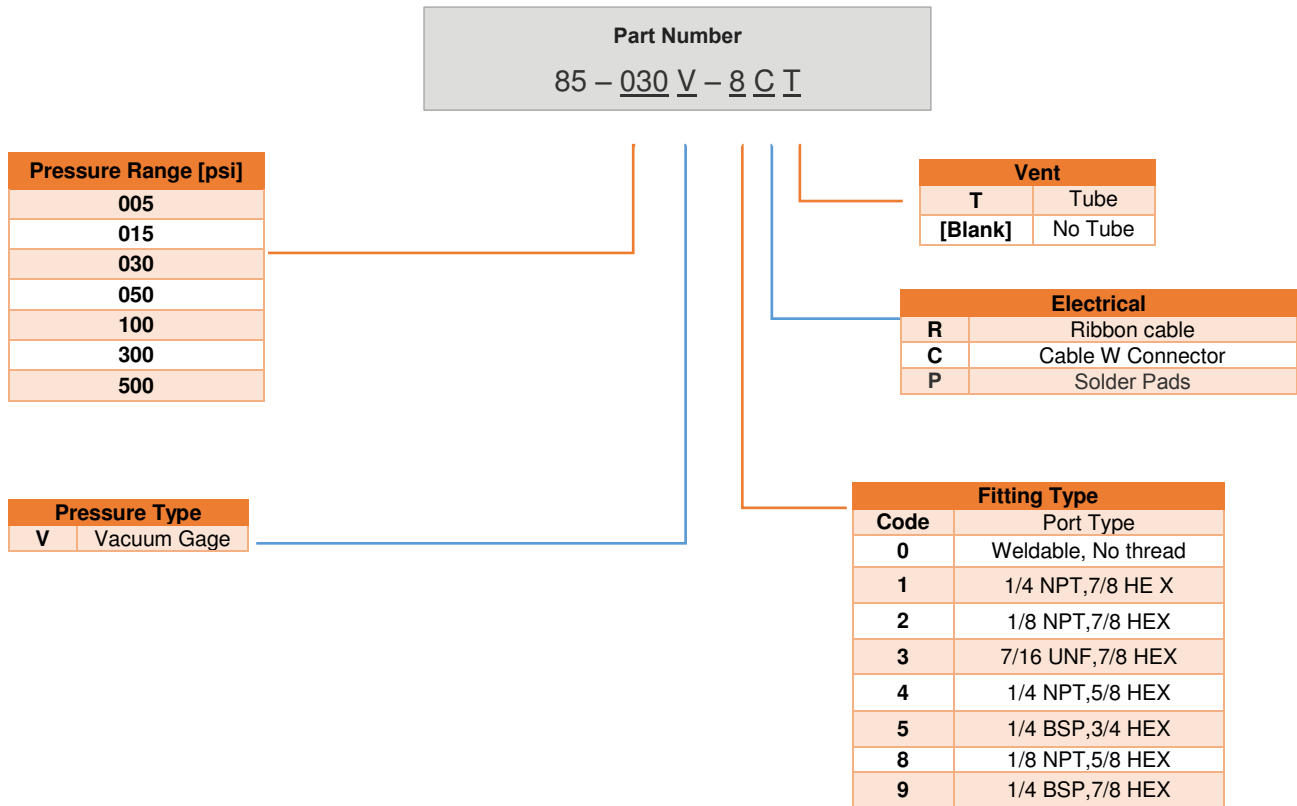 Part Number
85 – 030 V – 8 C T
Pressure Range [psi]
005
015
030
050
100
300
500
Pressure Type
V Vacuum Gage
Vent
T Tube
[Blank] No Tube
Electrical
R Ribbon cable
C Cable W Connector
P Solder Pads
Fitting Type
Code Port Type
0 Weldable, No thread
1 1/4 NPT,7/8 HE X
2 1/8 NPT,7/8 HEX
3 7/16 UNF,7/8 HEX
4 1/4 NPT,5/8 HEX
5 1/4 BSP,3/4 HEX
8 1/8 NPT,5/8 HEX
9 1/4 BSP,7/8 HEX